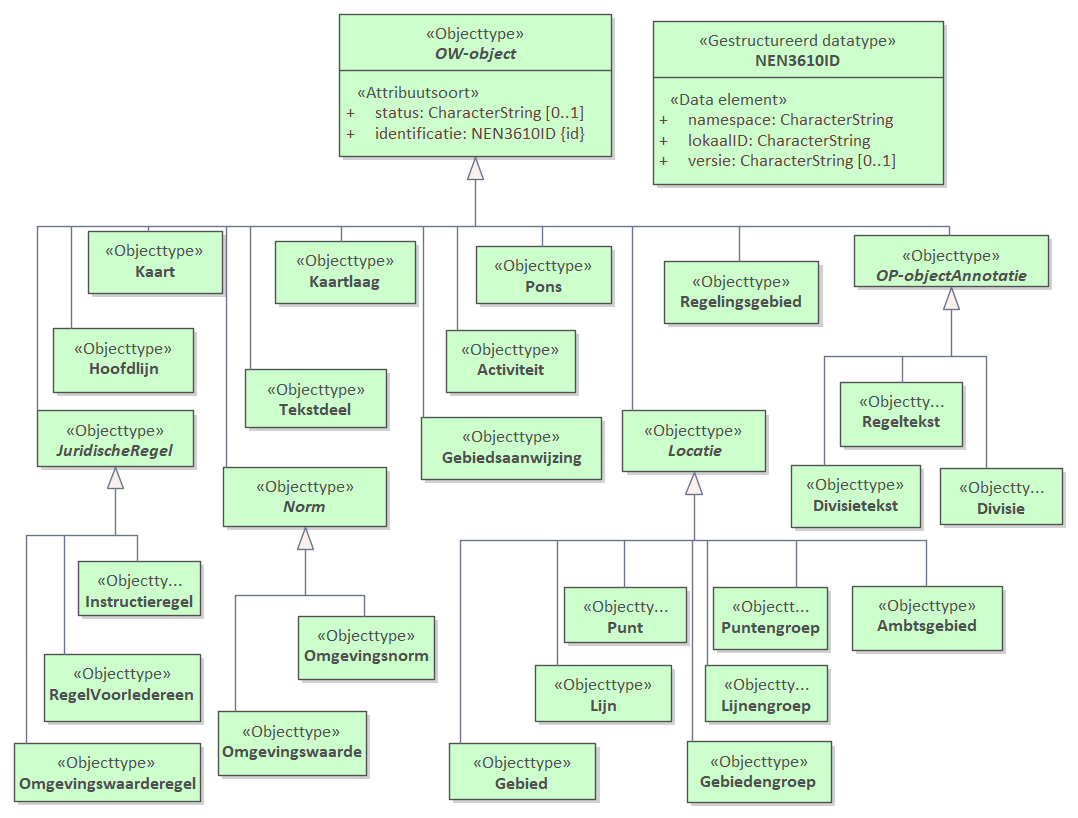 «Objecttype»
OW-object
«Attribuutsoort»
+ status: CharacterString [0..1]
+ identificatie: NEN3610ID {id}
«Gestructureerd datatype»
NEN3610ID
«Data element»
+ namespace: CharacterString
+ lokaalID: CharacterString
+ versie: CharacterString [0..1]
«Objecttype»
Kaart
«Objecttype»
Kaartlaag
«Objecttype»
Pons
«Objecttype»
Regelingsgebied
«Objecttype»
OP-objectAnnotatie
«Objecttype»
Hoofdlijn
«Objecttype»
Tekstdeel
«Objecttype»
Activiteit
«Objecttype»
JuridischeRegel
«Objecttype»
Norm
«Objecttype»
Gebiedsaanwijzing
«Objecttype»
Locatie
«Objectty...
Regeltekst
«Objecttype»
Divisietekst
«Objectty...
Divisie
«Objectty...
Instructieregel
«Objecttype»
RegelVoorIedereen
«Objecttype»
Omgevingswaarderegel
«Objecttype»
Omgevingsnorm
«Objecttype»
Omgevingswaarde
«Objectty...
Punt
«Objectt...
Puntengroep
«Objecttype»
Ambtsgebied
«Objecttype»
Lijn
«Objectty...
Lijnengroep
«Objecttype»
Gebied
«Objecttype»
Gebiedengroep